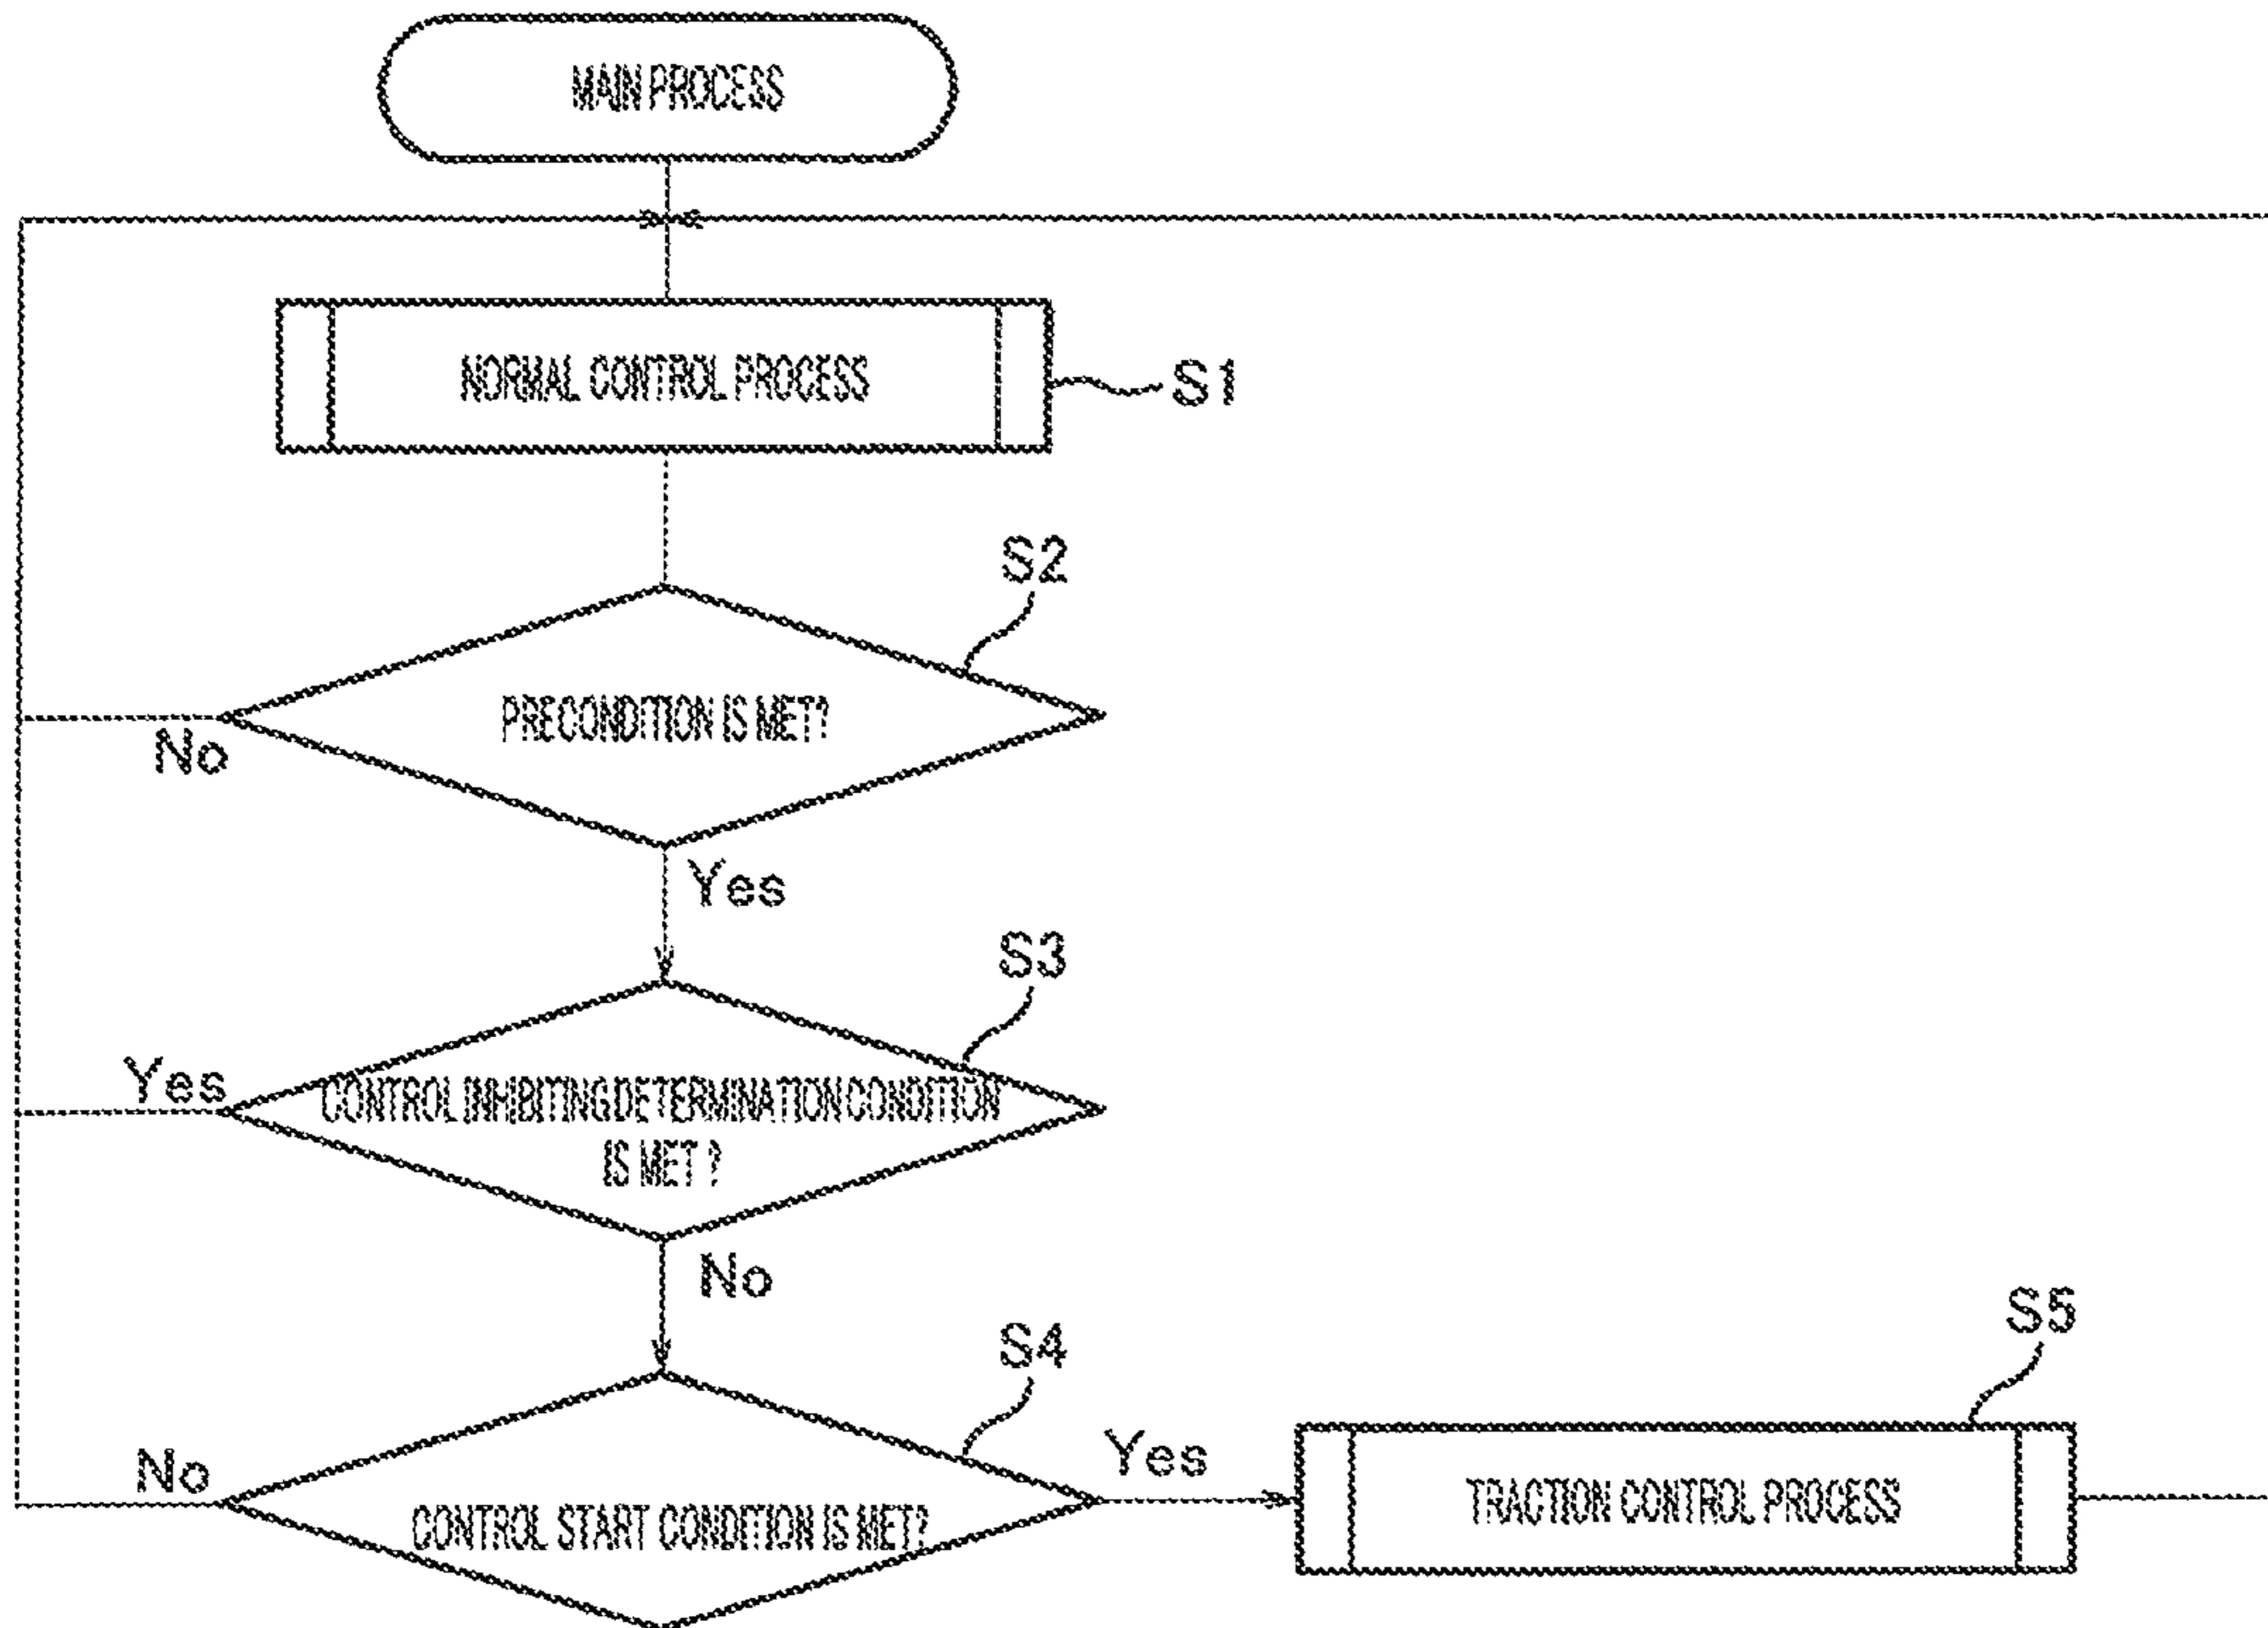 MAIN PROCESS
NORMAL CONTROL PROCESS
S1
S2
PRECONDITION IS MET?
No
Yes
S3
Yes
CONTROL INHIBITING DETERMINATION CONDITION
IS MET ?
No
S4
S5
No
Yes
CONTROL START CONDITION IS MET?
TRACTION CONTROL PROCESS